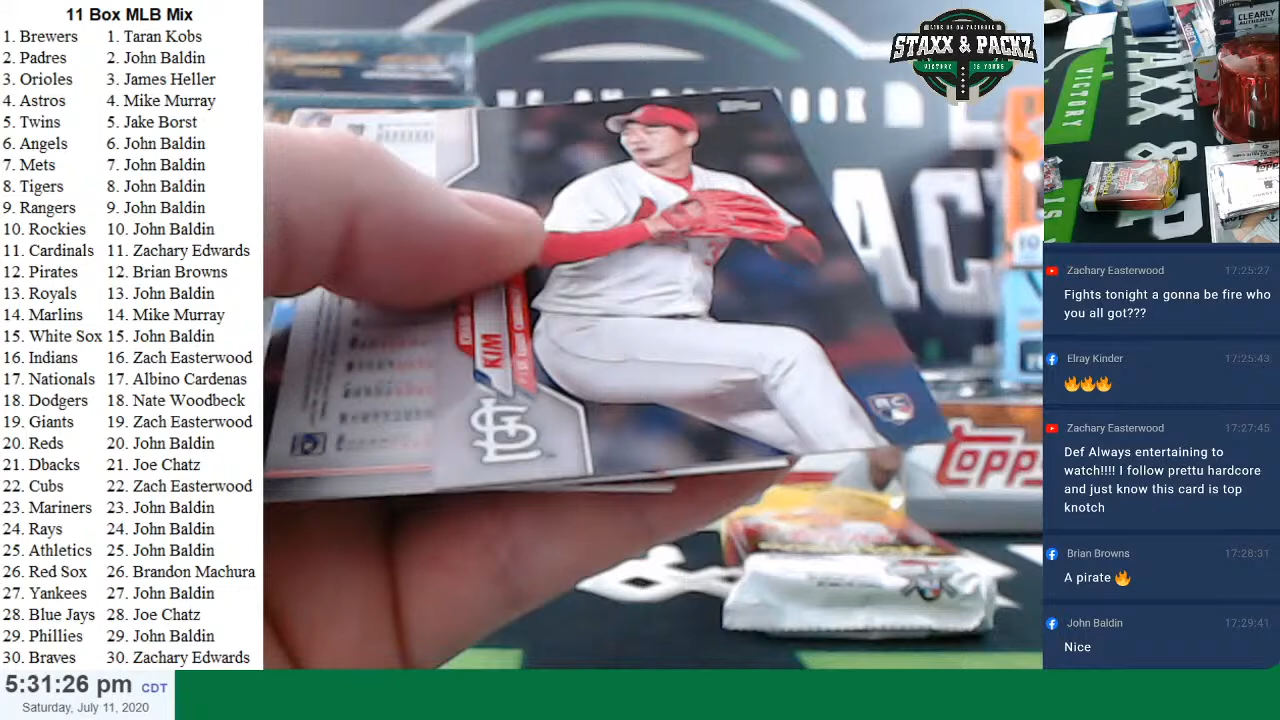 11 Box MLB Mix
1. Brewers 1. Taran Kobs
2. Padres 2. John Baldin
3. Orioles 3. James Heller
4. Astros 4. Mike Murray
5. Twins 5. Jake Borst
6. Angels 6. John Baldin
7. Mets 7. John Baldin
8. Tigers 8. John Baldin
9. Rangers 9. John Baldin
10. Rockies 10. John Baldin
11. Cardinals 11. Zachary Edwards
12. Pirates 12. Brian Browns
13. Royals 13. John Baldin
14. Marlins 14. Mike Murray
15. White Sox 15. John Baldin
16. Indians 16. Zach Easterwood
17. Nationals 17. Albino Cardenas
18. Dodgers 18. Nate Woodbeck
19. Giants 19. Zach Easterwood
20. Reds 20. John Baldin
21. Dbacks 21. Joe Chatz
22. Cubs 22. Zach Easterwood
23. Mariners 23. John Baldin
24. Rays 24. John Baldin
25. Athletics 25. John Baldin
26. Red Sox 26. Brandon Machura
27. Yankees 27. John Baldin
28. Blue Jays 28. Joe Chatz
29. Phillies 29. John Baldin
30. Braves 30. Zachary Edwards
5:31:26 pm CDT
Saturday, July 11, 2020
KIM
Topps
LIKE US ON FACEBOOK
STAXX & PACKZ
VICTORY IS YOURS
CLEARLY
VICTORY
STAXX & P
Zachary Easterwood 17:25:27
Fights tonight a gonna be fire who
you all got???
Elray Kinder 17:25:43
🔥🔥🔥
Zachary Easterwood 17:27:45
Def Always entertaining to
watch!!!! I follow prettu hardcore
and just know this card is top
knotch
Brian Browns 17:28:31
A pirate 🔥
John Baldin 17:29:41
Nice